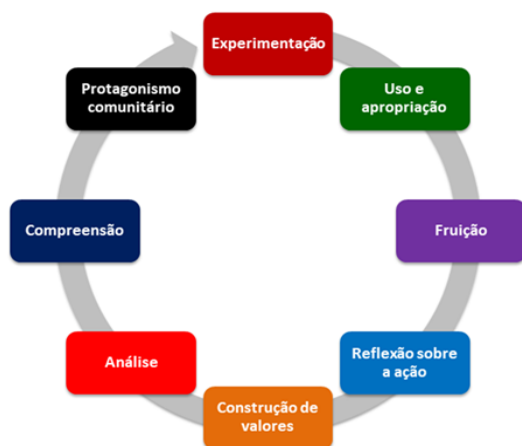 Experimentação
Uso e
apropriação
Fruição
Reflexão sobre
a ação
Construção de
valores
Análise
Compreensão
Protagonismo
comunitário